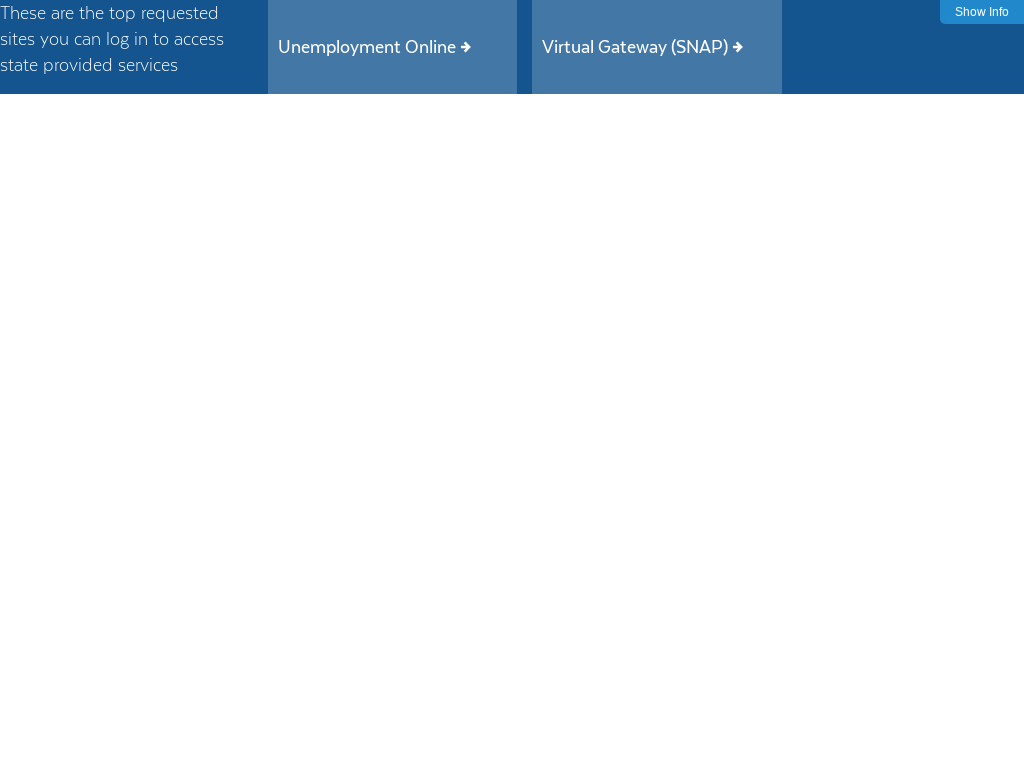 These are the top requested
sites you can log in to access
state provided services
Unemployment Online
Virtual Gateway (SNAP)
Show Info